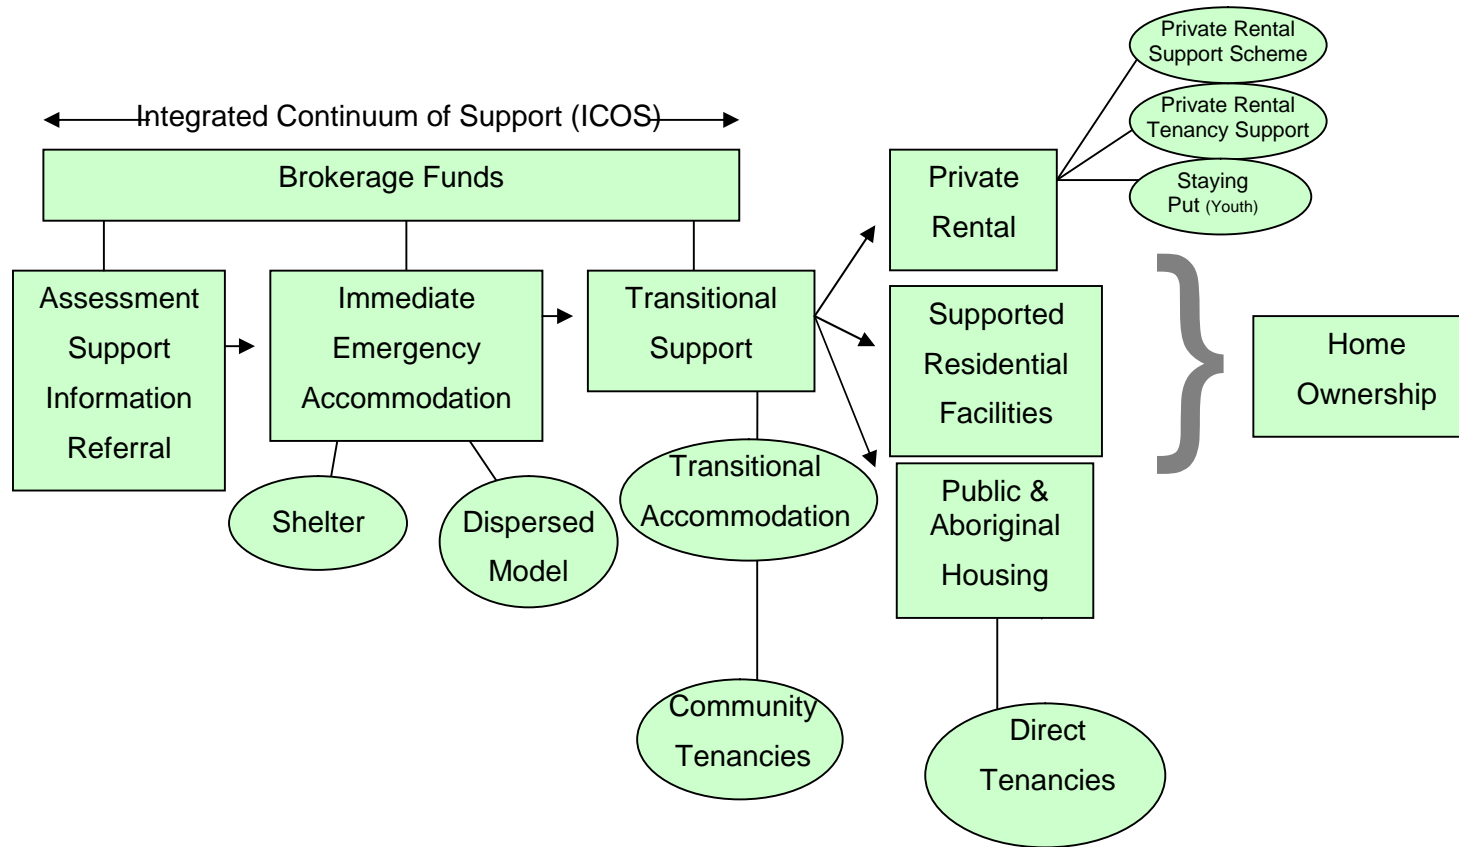 Integrated Continuum of Support (ICOS)
Brokerage Funds
Assessment
Support
Information
Referral
Immediate
Emergency
Accommodation
Shelter
Dispersed
Model
Transitional
Support
Transitional
Accommodation
Community
Tenancies
Private
Rental
Private Rental
Support Scheme
Private Rental
Tenancy Support
Staying
Put (Youth)
Supported
Residential
Facilities
Public &
Aboriginal
Housing
Direct
Tenancies
}
Home
Ownership